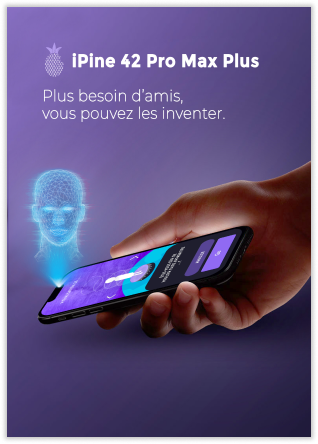 iPine 42 Pro Max Plus
Plus besoin d'amis,
vous pouvez les inventer.